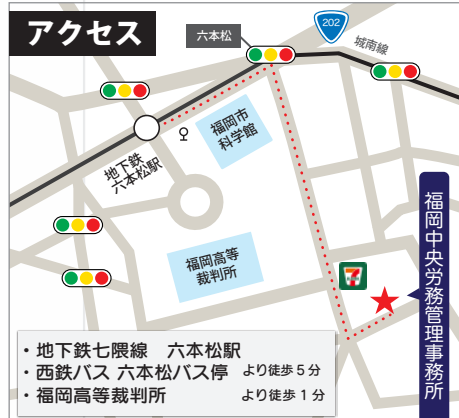 アクセス
202
六本松
城南線
福岡市
科学館
地下鉄
六本松駅
福岡高等
裁判所
7
福岡中央労務管理事務所
・地下鉄七隈線　六本松駅
・西鉄バス 六本松バス停　より徒歩5分
・福岡高等裁判所　より徒歩1分